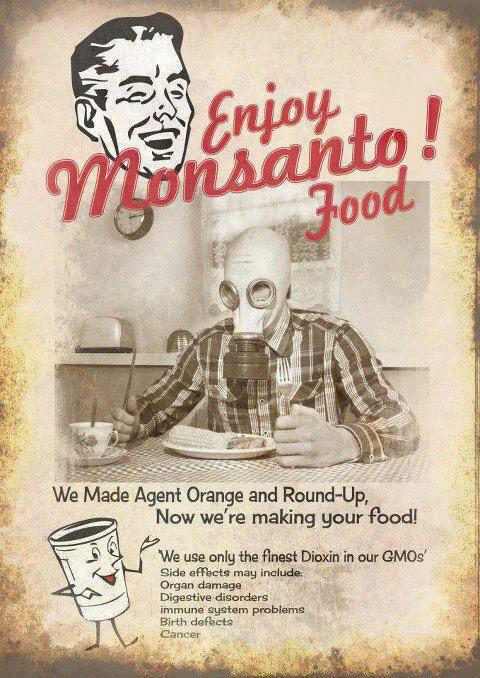 Enjoy
Monsanto!
Food
We Made Agent Orange and Round-Up,
Now we're making your food!
'We use only the finest Dioxin in our GMOs'
Side effects may include:
Organ damage
Digestive disorders
immune system problems
Birth defects
Cancer